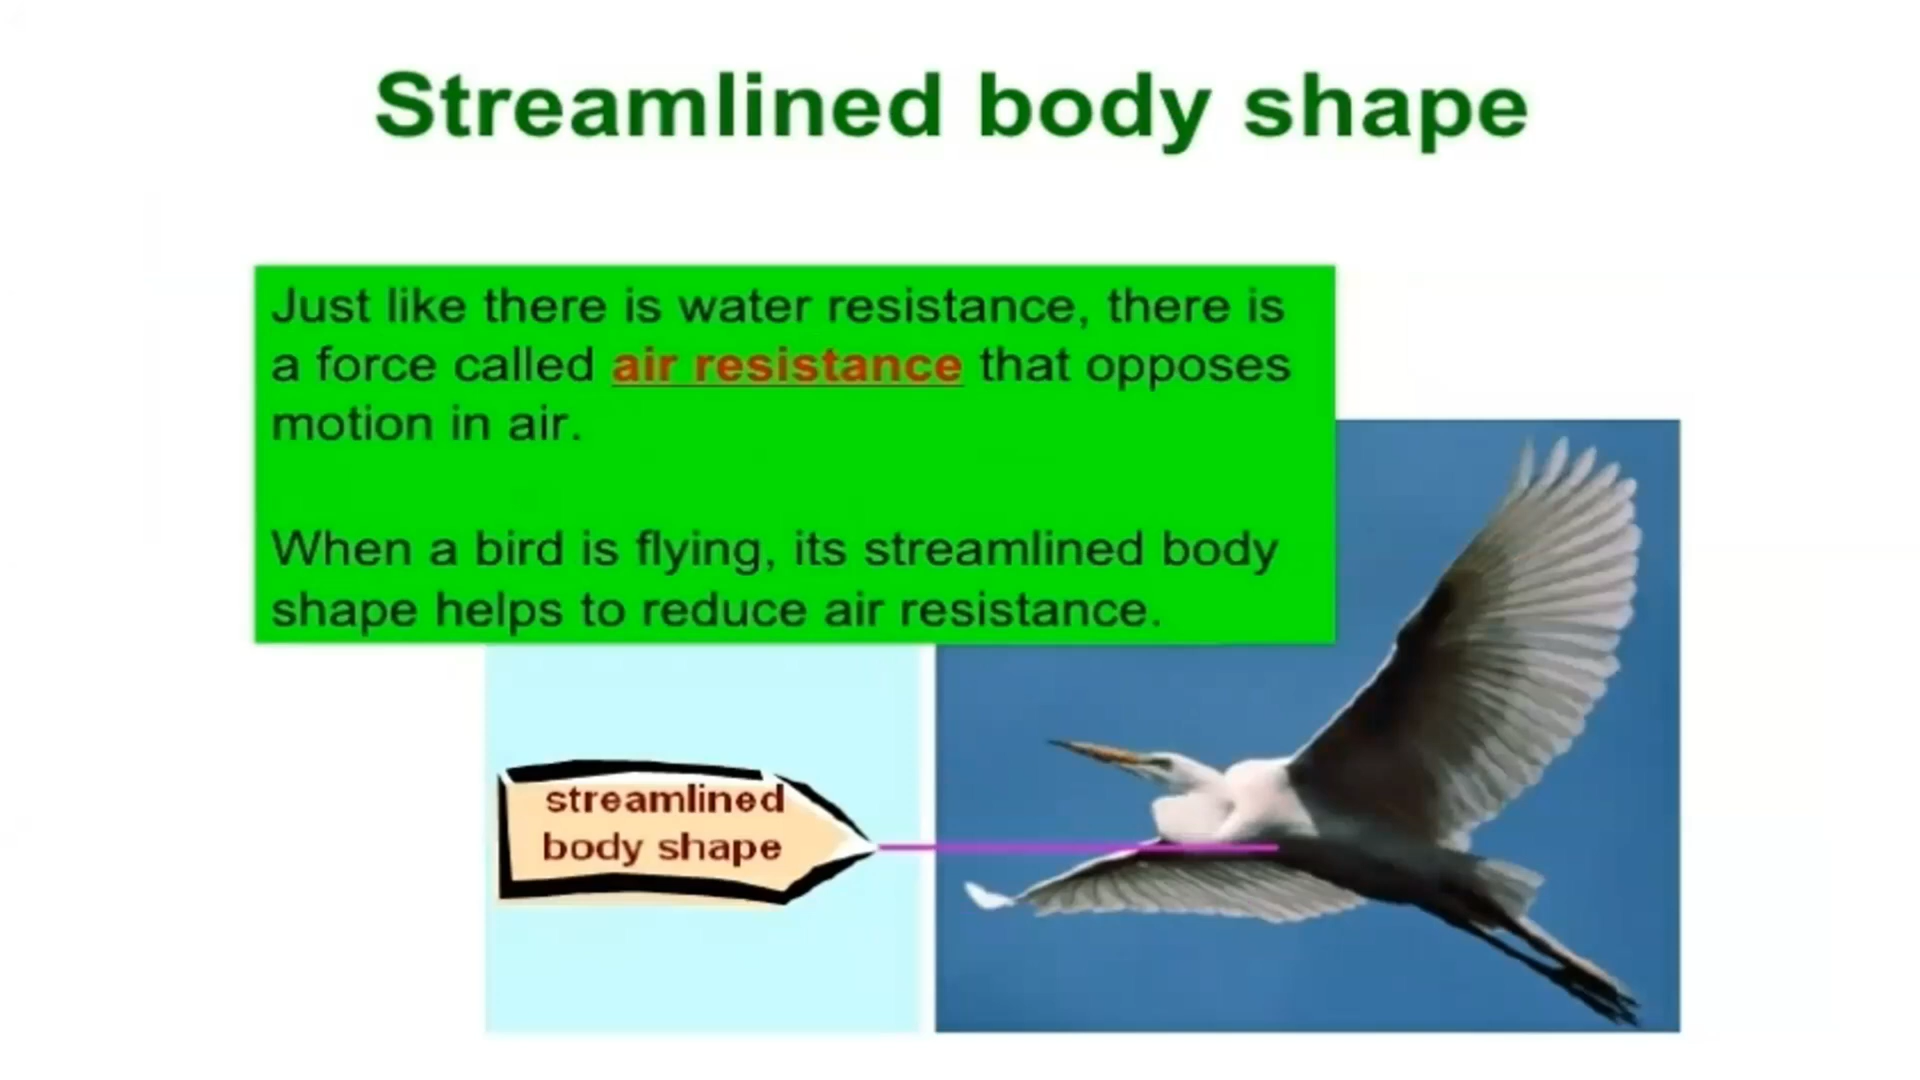 Streamlined body shape
Just like there is water resistance, there is
a force called air resistance that opposes
motion in air.
When a bird is flying, its streamlined body
shape helps to reduce air resistance.
streamlined
body shape